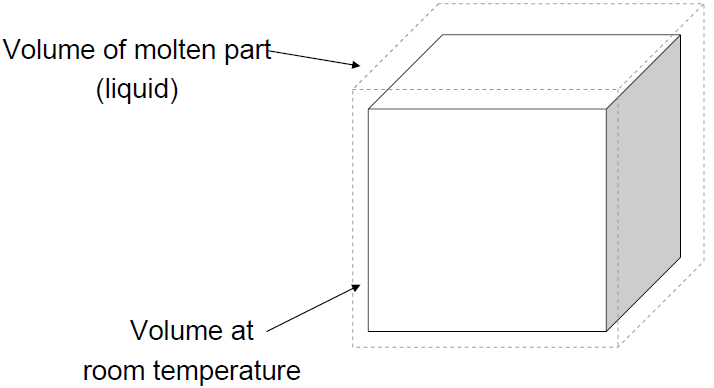 Volume of molten part
(liquid)
Volume at
room temperature